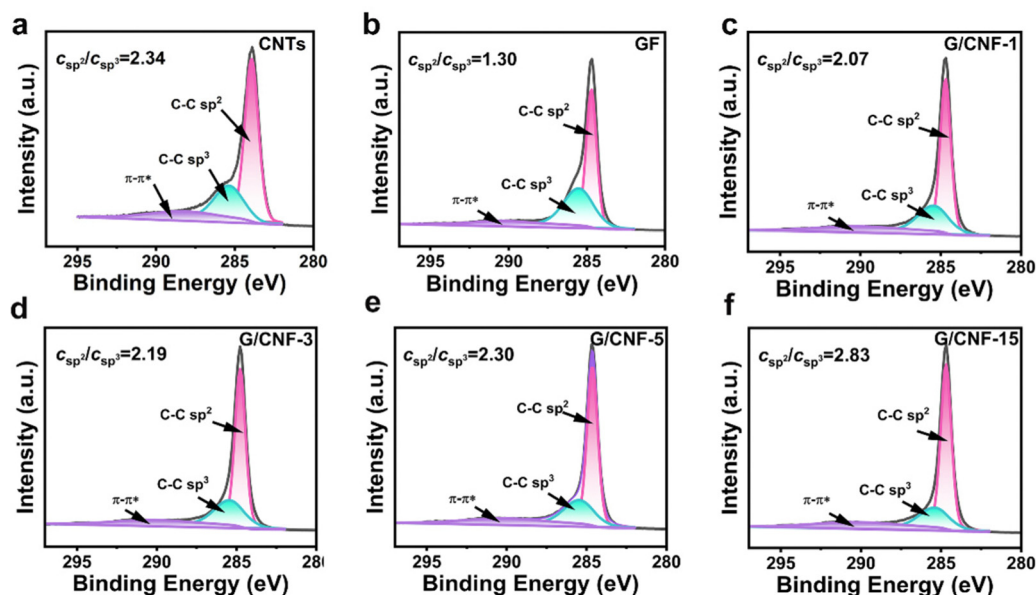 a
CNTs
c_sp²/c_sp³=2.34
C-C sp²
C-C sp³
π-π*
Intensity (a.u.)
295 290 285 280
Binding Energy (eV)
b
GF
c_sp²/c_sp³=1.30
C-C sp²
C-C sp³
π-π*
Intensity (a.u.)
295 290 285 280
Binding Energy (eV)
c
G/CNF-1
c_sp²/c_sp³=2.07
C-C sp²
C-C sp³
π-π*
Intensity (a.u.)
295 290 285 280
Binding Energy (eV)
d
G/CNF-3
c_sp²/c_sp³=2.19
C-C sp²
C-C sp³
π-π*
Intensity (a.u.)
295 290 285 280
Binding Energy (eV)
e
G/CNF-5
c_sp²/c_sp³=2.30
C-C sp²
C-C sp³
π-π*
Intensity (a.u.)
295 290 285 280
Binding Energy (eV)
f
G/CNF-15
c_sp²/c_sp³=2.83
C-C sp²
C-C sp³
π-π*
Intensity (a.u.)
295 290 285 280
Binding Energy (eV)